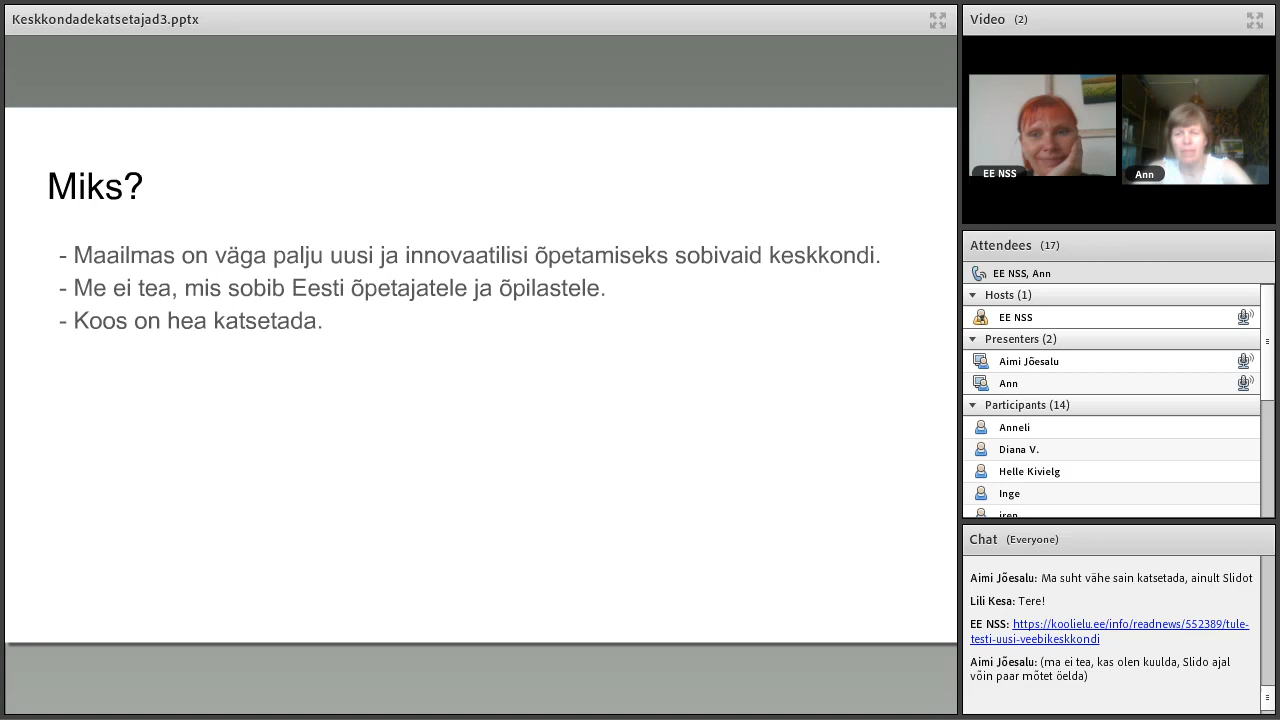 Keskkondadekatsetajad3.pptx
Miks?
- Maailmas on väga palju uusi ja innovaatilisi õpetamiseks sobivaid keskkondi.
- Me ei tea, mis sobib Eesti õpetajatele ja õpilastele.
- Koos on hea katsetada.
Video (2)
EE NSS
Ann
Attendees (17)
EE NSS, Ann
Hosts (1)
EE NSS
Presenters (2)
Aimi Jõesalu
Ann
Participants (14)
Anneli
Diana V.
Helle Kivielg
Inge
iren
Chat (Everyone)
Aimi Jõesalu: Ma suht vähe sain katsetada, ainult Slidot
Lili Kesa: Tere!
EE NSS: https://koolielu.ee/info/readnews/552389/tule-
testi-uusi-veebikeskkondi
Aimi Jõesalu: (ma ei tea, kas olen kuulda, Slido ajal
võin paar mõtet öelda)